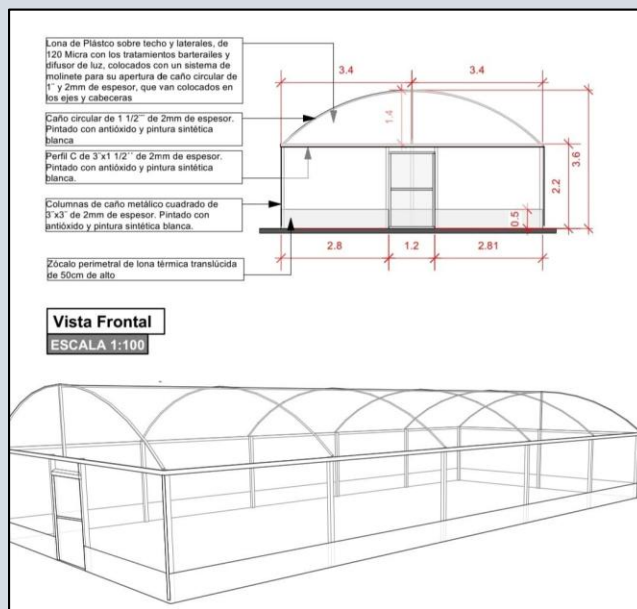 Lona de Plástco sobre techo y laterales, de
120 Micra con los tratamientos barterailes y
difusor de luz, colocados con un sistema de
molinete para su apertura de caño circular de
1¨ y 2mm de espesor, que van colocados en
los ejes y cabeceras
Caño circular de 1 1/2¨¨ de 2mm de espesor.
Pintado con antióxido y pintura sintética
blanca
Perfil C de 3¨x1 1/2¨ de 2mm de espesor.
Pintado con antióxido y pintura sintética
blanca.
Columnas de caño metálico cuadrado de
3¨x3¨ de 2mm de espesor. Pintado con
antióxido y pintura sintética blanca.
Zócalo perimetral de lona térmica translúcida
de 50cm de alto
3.4
3.4
1.4
3.6
2.2
0.5
2.8
1.2
2.81
Vista Frontal
ESCALA 1:100